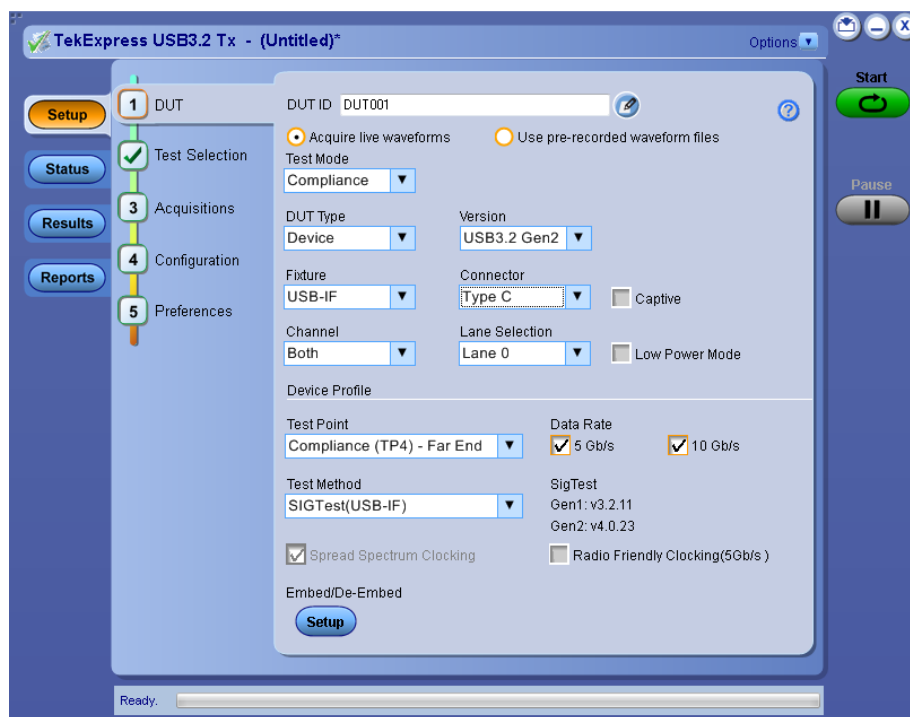 TekExpress USB3.2 Tx - (Untitled)*
Options
Start
Pause
Setup
Status
Results
Reports
1 DUT
Test Selection
3 Acquisitions
4 Configuration
5 Preferences
DUT ID DUT001
Acquire live waveforms
Use pre-recorded waveform files
Test Mode
Compliance
DUT Type
Version
Device
USB3.2 Gen2
Fixture
Connector
USB-IF
Type C
Captive
Channel
Lane Selection
Both
Lane 0
Low Power Mode
Device Profile
Test Point
Data Rate
Compliance (TP4) - Far End
5 Gb/s
10 Gb/s
Test Method
SigTest
SIGTest(USB-IF)
Gen1: v3.2.11
Gen2: v4.0.23
Spread Spectrum Clocking
Radio Friendly Clocking(5Gb/s )
Embed/De-Embed
Setup
Ready.